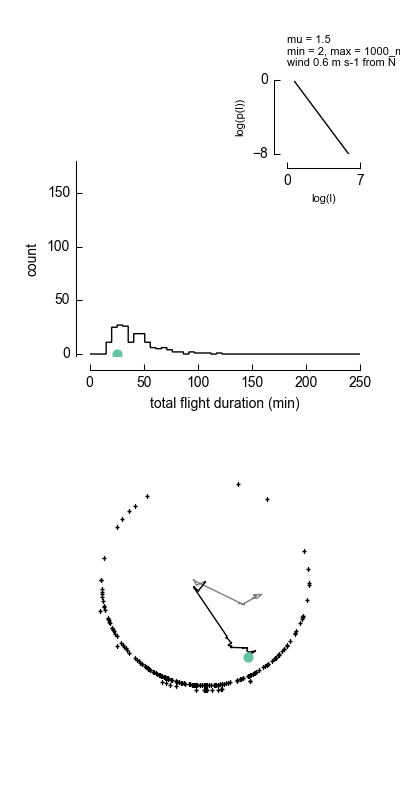 mu = 1.5
min = 2, max = 1000_m
wind 0.6 m s-1 from N
0
log(p(l))
−8
0 7
log(l)
150
100
count
50
0
0 50 100 150 200 250
total flight duration (min)